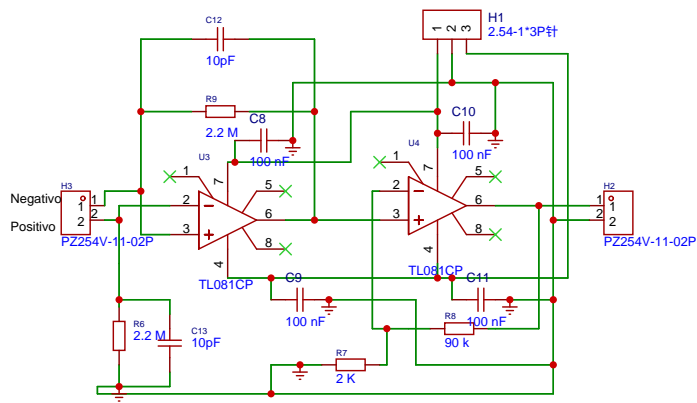 C12
10pF
H1
2.54-1*3P针
1
2
3
R9
2.2 M
C8
100 nF
C10
100 nF
U3
1
7
5
2
6
3
8
4
TL081CP
U4
1
7
5
2
6
3
8
4
TL081CP
Negativo
Positivo
H3
1
1
2
2
PZ254V-11-02P
H2
1
1
2
2
PZ254V-11-02P
C9
100 nF
C11
100 nF
R6
2.2 M
C13
10pF
R8
90 k
R7
2 K